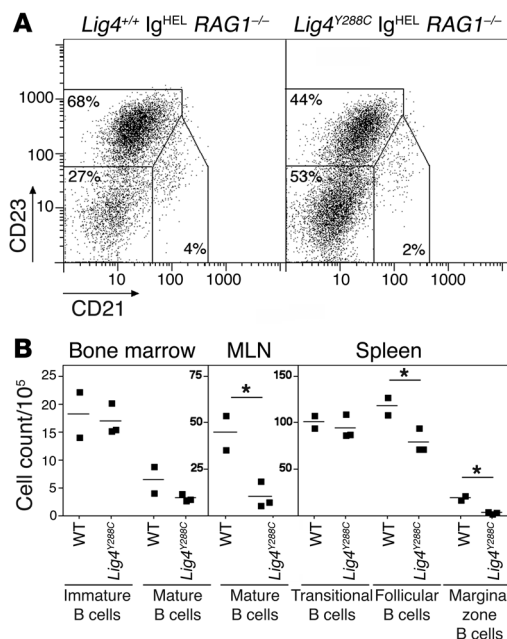 A
Lig4+/+ IgHEL RAG1–/–
Lig4Y288C IgHEL RAG1–/–
1000
100
10
CD23
68%
27%
4%
44%
53%
2%
10 100 1000
10 100 1000
CD21
B
Bone marrow
MLN
Spleen
Cell count/10^5
25
20
15
10
5
0
75
50
25
*
150
100
50
*
*
WT
Lig4Y288C
WT
Lig4Y288C
WT
Lig4Y288C
WT
Lig4Y288C
WT
Lig4Y288C
WT
Lig4Y288C
Immature
B cells
Mature
B cells
Mature
B cells
Transitional
B cells
Follicular
B cells
Margina
zone
B cells